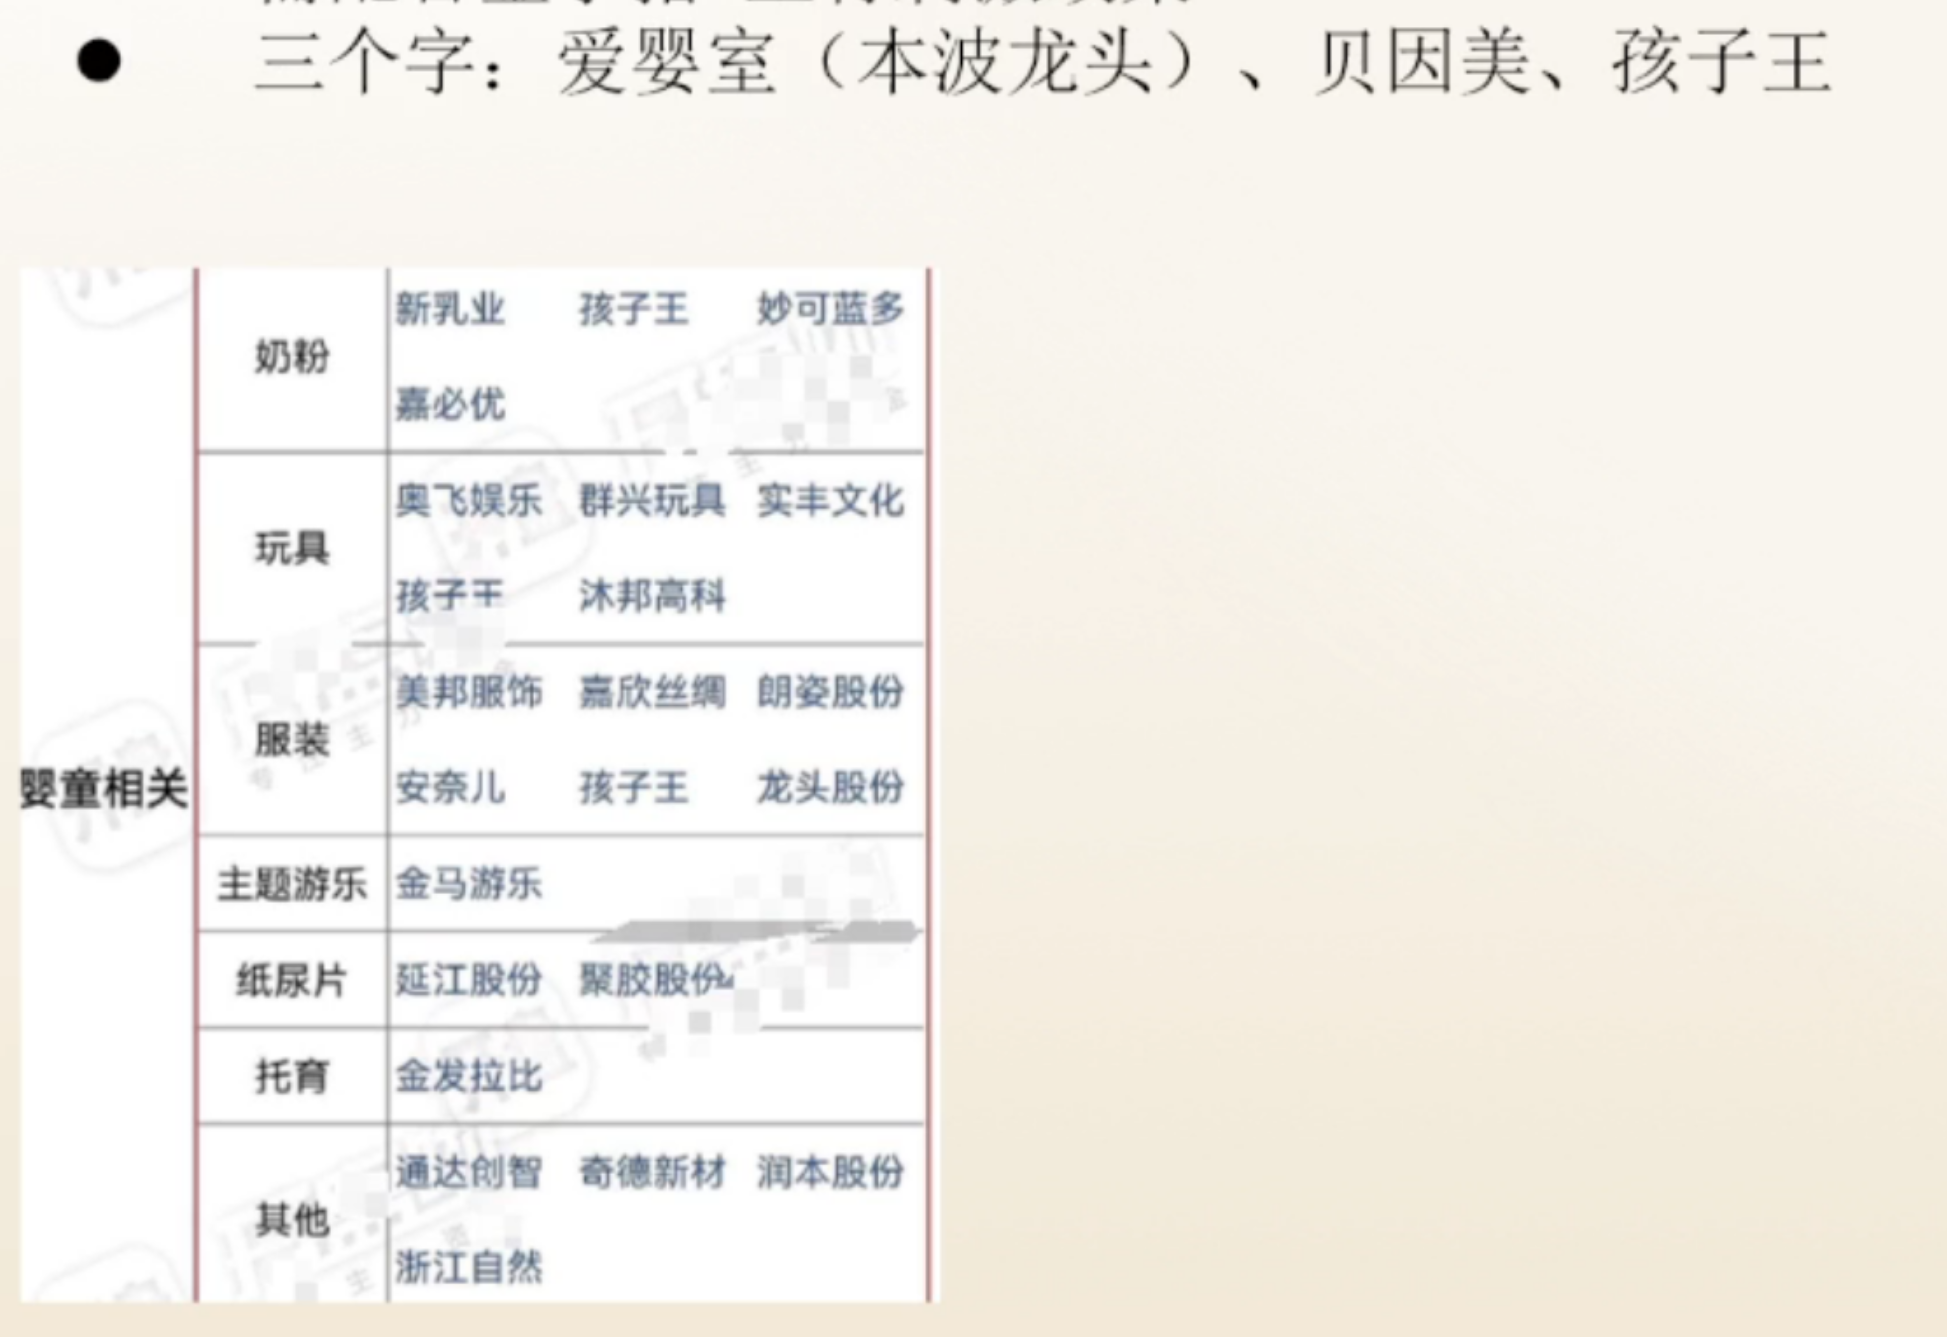 ● 三个字：爱婴室（本波龙头）、贝因美、孩子王
新乳业 孩子王 妙可蓝多
奶粉
嘉必优
奥飞娱乐 群兴玩具 实丰文化
玩具
孩子王 沐邦高科
美邦服饰 嘉欣丝绸 朗姿股份
服装
婴童相关
安奈儿 孩子王 龙头股份
主题游乐 金马游乐
纸尿片 延江股份 聚胶股份
托育 金发拉比
通达创智 奇德新材 润本股份
其他
浙江自然